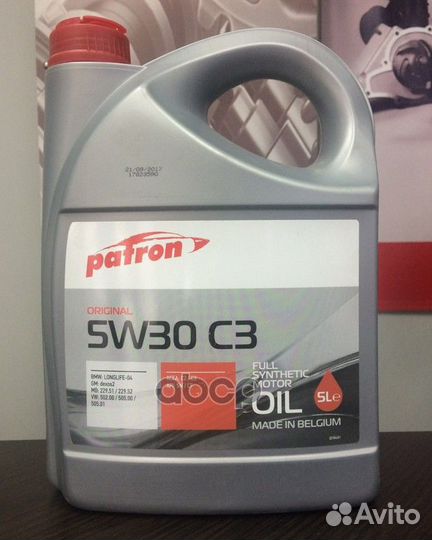 21/09/2017
17023590
patron
ORIGINAL
5W30 C3
BMW: LONGLIFE-04
GM: dexos2
MB: 229.51 / 229.52
VW: 502.00 / 505.00 /
505.01
FULL
SYNTHETIC
MOTOR
OIL
5L e
MADE IN BELGIUM
Avito